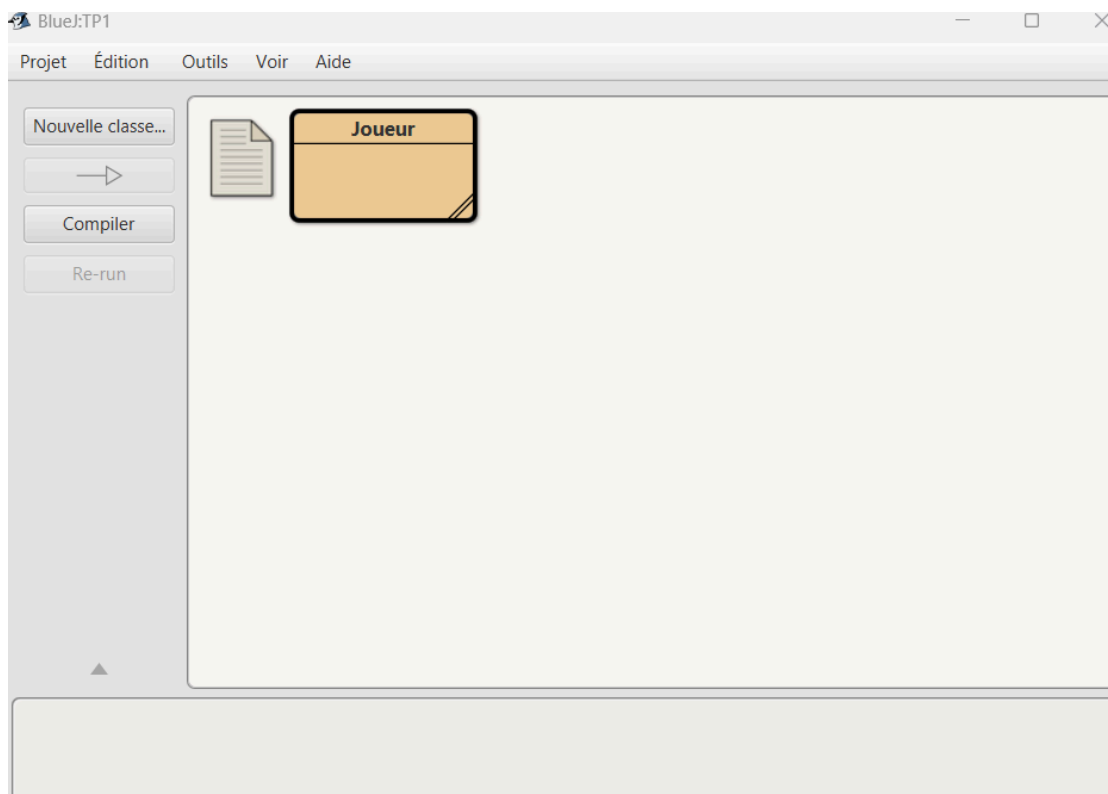 BlueJ:TP1
Projet Édition Outils Voir Aide
Nouvelle classe...
Joueur
Compiler
Re-run